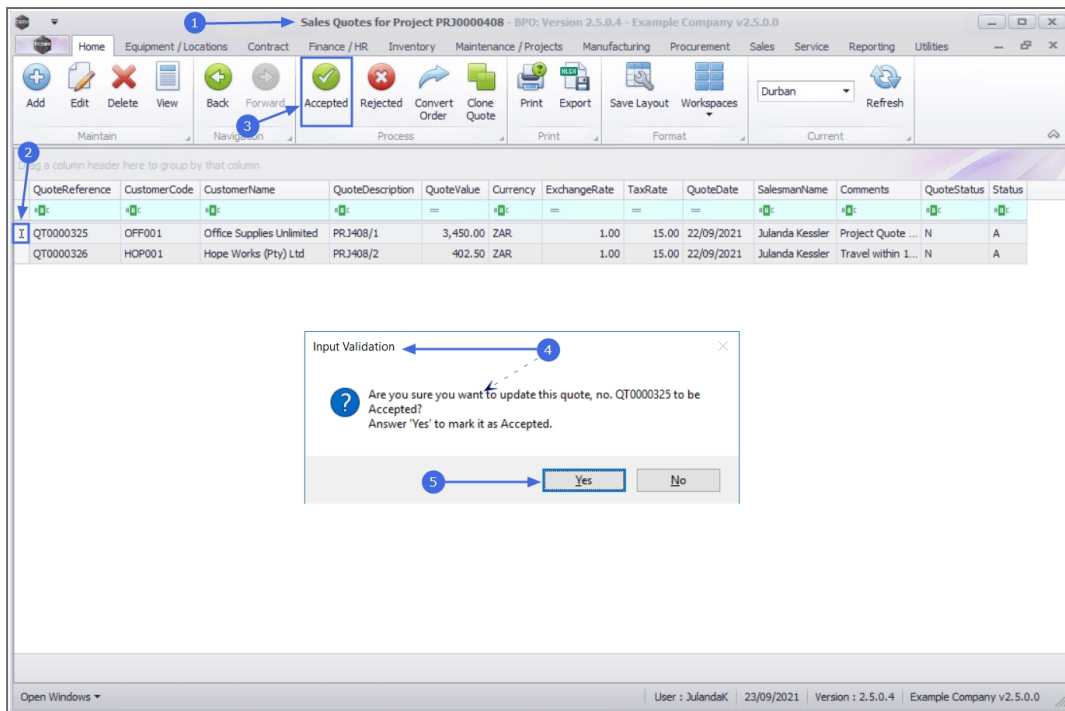 1
Sales Quotes for Project PRJ0000408 - BPO: Version 2.5.0.4 - Example Company v2.5.0.0
Home Equipment / Locations Contract Finance / HR Inventory Maintenance / Projects Manufacturing Procurement Sales Service Reporting Utilities
Add Edit Delete View Back Forward Accepted Rejected Convert Order Clone Quote Print Export Save Layout Workspaces Durban Refresh
3
Maintain Navigation Process Print Format Current
2
Drag a column header here to group by that column
QuoteReference CustomerCode CustomerName QuoteDescription QuoteValue Currency ExchangeRate TaxRate QuoteDate SalesmanName Comments QuoteStatus Status
QT0000325 OFF001 Office Supplies Unlimited PRJ408/1 3,450.00 ZAR 1.00 15.00 22/09/2021 Julanda Kessler Project Quote ... N A
QT0000326 HOP001 Hope Works (Pty) Ltd PRJ408/2 402.50 ZAR 1.00 15.00 22/09/2021 Julanda Kessler Travel within 1... N A
Input Validation 4
Are you sure you want to update this quote, no. QT0000325 to be
Accepted?
Answer 'Yes' to mark it as Accepted.
5 Yes No
Open Windows User : JulandaK 23/09/2021 Version : 2.5.0.4 Example Company v2.5.0.0